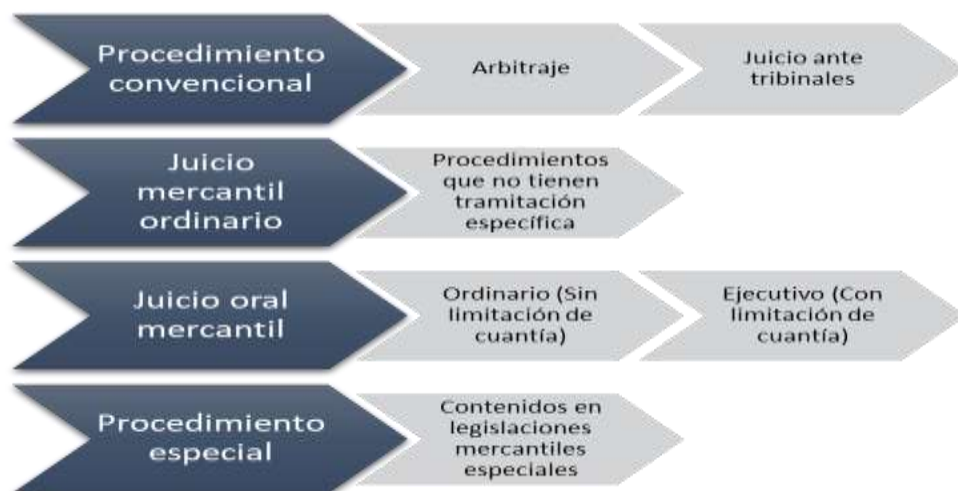 Procedimiento
convencional
Arbitraje
Juicio ante
tribinales
Juicio
mercantil
ordinario
Procedimientos
que no tienen
tramitación
específica
Juicio oral
mercantil
Ordinario (Sin
limitación de
cuantía)
Ejecutivo (Con
limitación de
cuantía)
Procedimiento
especial
Contenidos en
legislaciones
mercantiles
especiales